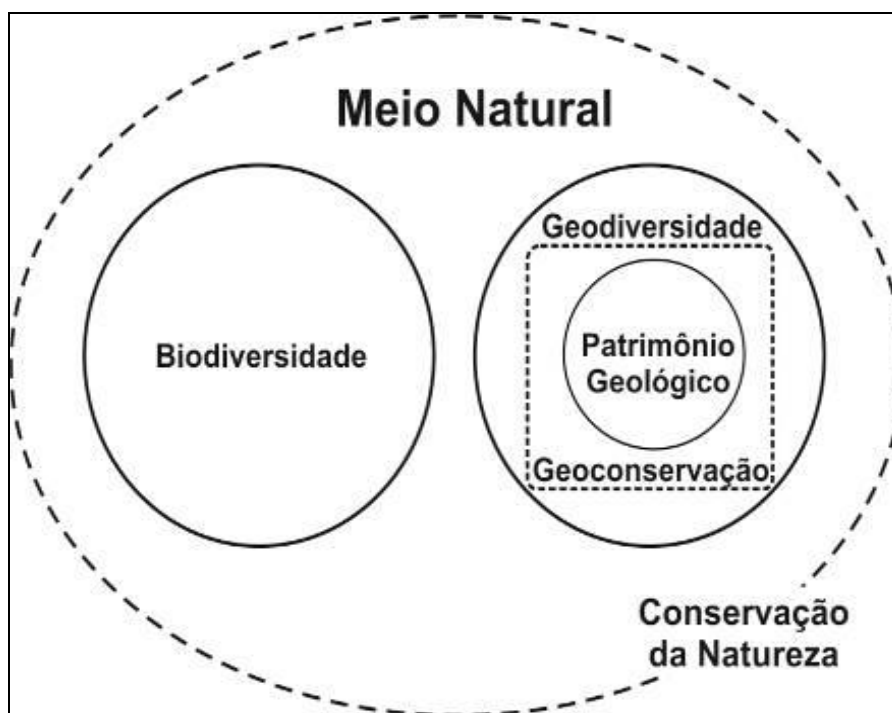 Meio Natural
Geodiversidade
Biodiversidade
Patrimônio
Geológico
Geoconservação
Conservação
da Natureza